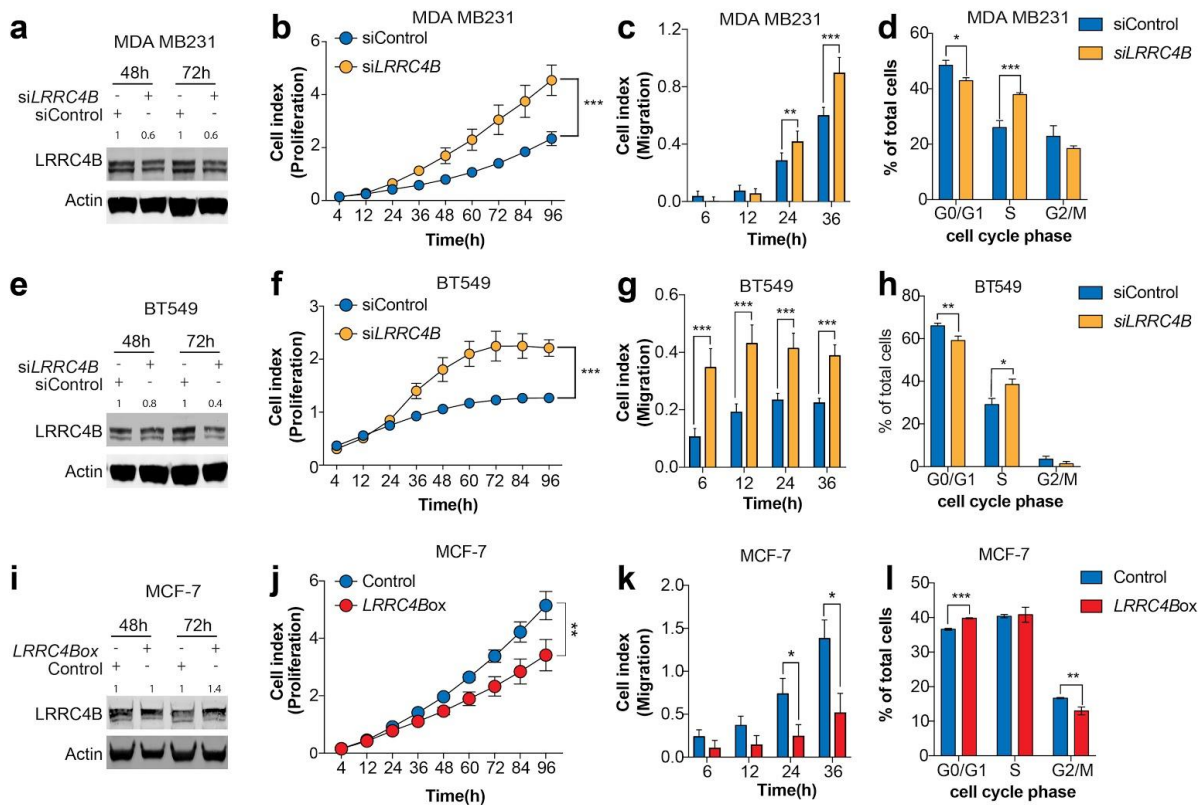 a
MDA MB231
48h 72h
siLRRC4B - + - +
siControl + - + -
1 0.6 1 0.6
LRRC4B
Actin
b
MDA MB231
siControl
siLRRC4B
Cell index
(Proliferation)
6
4
2
0
***
4 12 24 36 48 60 72 84 96
Time(h)
c
MDA MB231
Cell index
(Migration)
1.2
0.9
0.6
0.3
0.0
** ***
6 12 24 36
Time(h)
d
MDA MB231
siControl
siLRRC4B
% of total cells
80
60
40
20
0
* ***
G0/G1 S G2/M
cell cycle phase
e
BT549
48h 72h
siLRRC4B - + - +
siControl + - + -
1 0.8 1 0.4
LRRC4B
Actin
f
BT549
siControl
siLRRC4B
Cell index
(Proliferation)
3
2
1
0
***
4 12 24 36 48 60 72 84 96
Time(h)
g
BT549
Cell index
(Migration)
0.6
0.4
0.2
0.0
*** *** *** ***
6 12 24 36
Time(h)
h
BT549
siControl
siLRRC4B
% of total cells
80
60
40
20
0
** *
G0/G1 S G2/M
cell cycle phase
i
MCF-7
48h 72h
LRRC4Box - + - +
Control + - + -
1 1 1 1.4
LRRC4B
Actin
j
MCF-7
Control
LRRC4Box
Cell index
(Proliferation)
6
4
2
0
**
4 12 24 36 48 60 72 84 96
Time(h)
k
MCF-7
Cell index
(Migration)
2.0
1.5
1.0
0.5
0.0
* *
6 12 24 36
Time(h)
l
MCF-7
Control
LRRC4Box
% of total cells
50
40
30
20
10
0
*** **
G0/G1 S G2/M
cell cycle phase